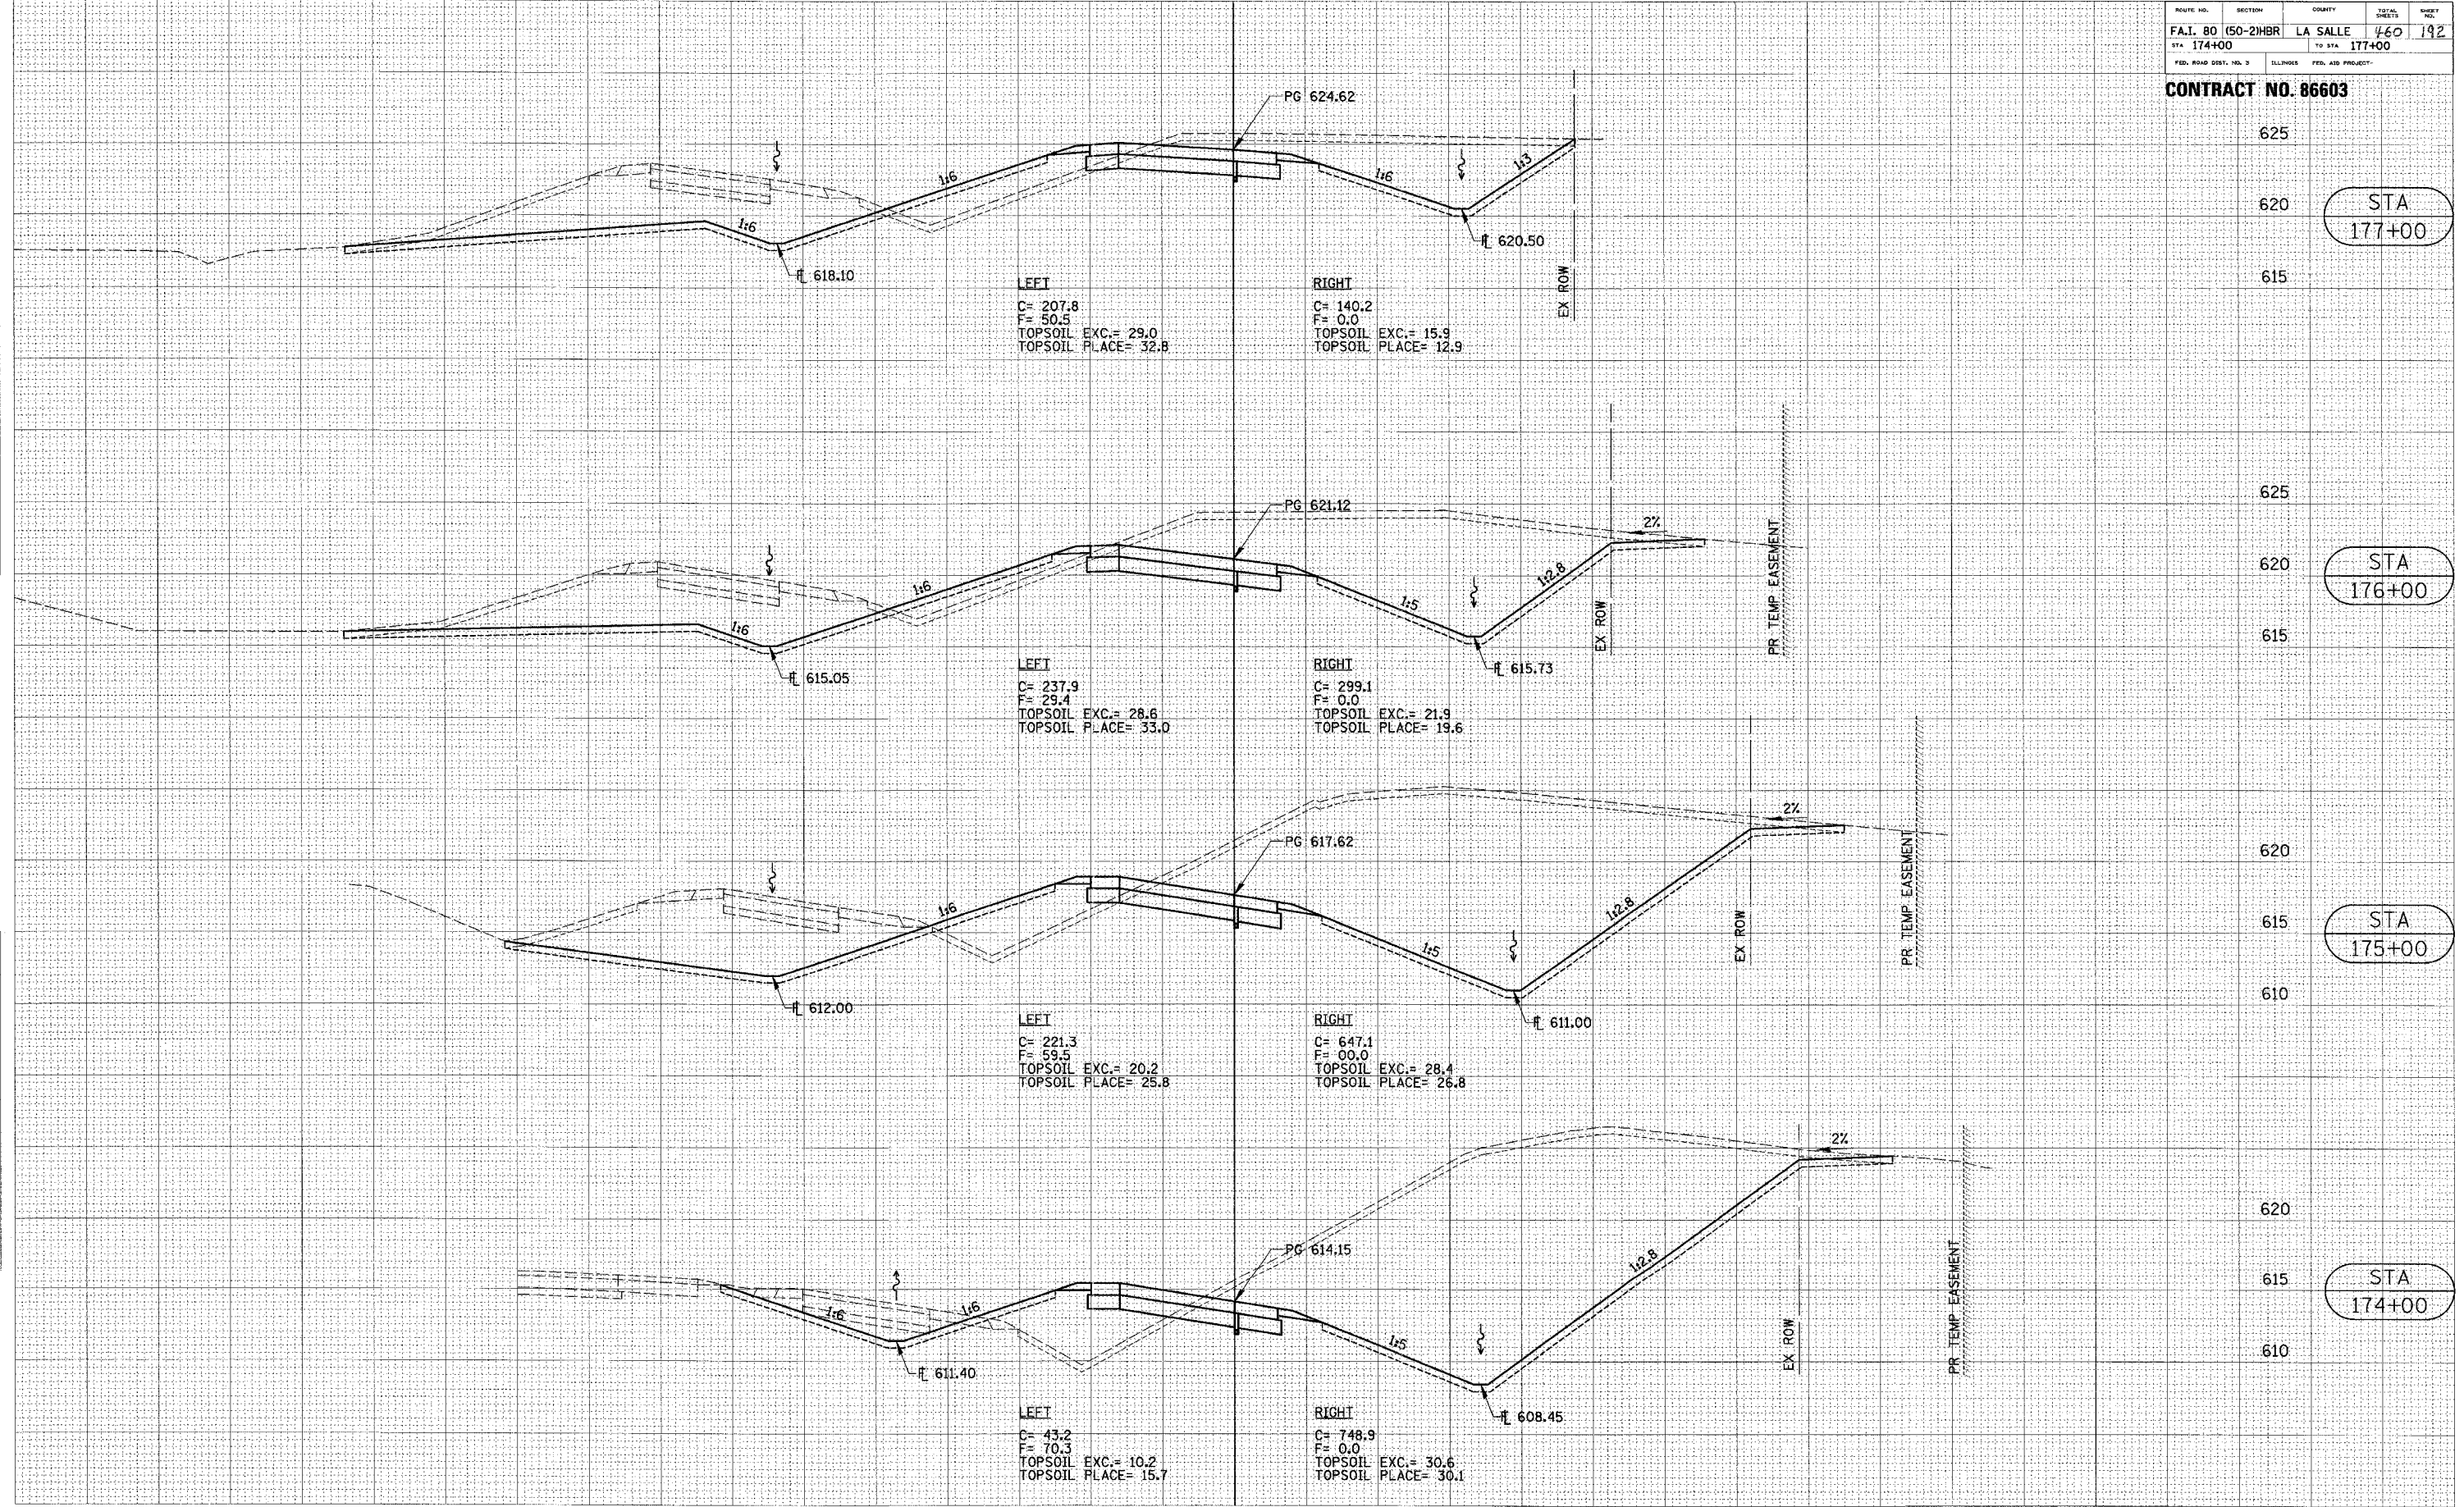 ROUTE NO. SECTION COUNTY TOTAL SHEETS SHEET NO.
F.A.I. 80 (50-2)HBR LA SALLE 460 192
STA 174+00 TO STA 177+00
FED. ROAD DIST. NO. 3 ILLINOIS FED. AID PROJECT-
CONTRACT NO. 86603
PG 624.62
625
1:6
1:6
1:3
1:6
620
STA
177+00
1:6
℄ 620.50
℄ 618.10
615
EX ROW
LEFT
C= 207.8
F= 50.5
TOPSOIL EXC.= 29.0
TOPSOIL PLACE= 32.8
RIGHT
C= 140.2
F= 0.0
TOPSOIL EXC.= 15.9
TOPSOIL PLACE= 12.9
625
PG 621.12
2%
620
STA
176+00
1:6
1:6
1:5
1:2.8
615
EX ROW
PR TEMP EASEMENT
℄ 615.05
℄ 615.73
LEFT
C= 237.9
F= 29.4
TOPSOIL EXC.= 28.6
TOPSOIL PLACE= 33.0
RIGHT
C= 299.1
F= 0.0
TOPSOIL EXC.= 21.9
TOPSOIL PLACE= 19.6
2%
PG 617.62
620
1:6
1:5
1:2.8
615
STA
175+00
EX ROW
PR TEMP EASEMENT
610
℄ 612.00
℄ 611.00
LEFT
C= 221.3
F= 59.5
TOPSOIL EXC.= 20.2
TOPSOIL PLACE= 25.8
RIGHT
C= 647.1
F= 00.0
TOPSOIL EXC.= 28.4
TOPSOIL PLACE= 26.8
2%
620
PG 614.15
1:2.8
615
STA
174+00
1:6
1:6
1:5
610
EX ROW
PR TEMP EASEMENT
℄ 611.40
℄ 608.45
LEFT
C= 43.2
F= 70.3
TOPSOIL EXC.= 10.2
TOPSOIL PLACE= 15.7
RIGHT
C= 748.9
F= 0.0
TOPSOIL EXC.= 30.6
TOPSOIL PLACE= 30.1